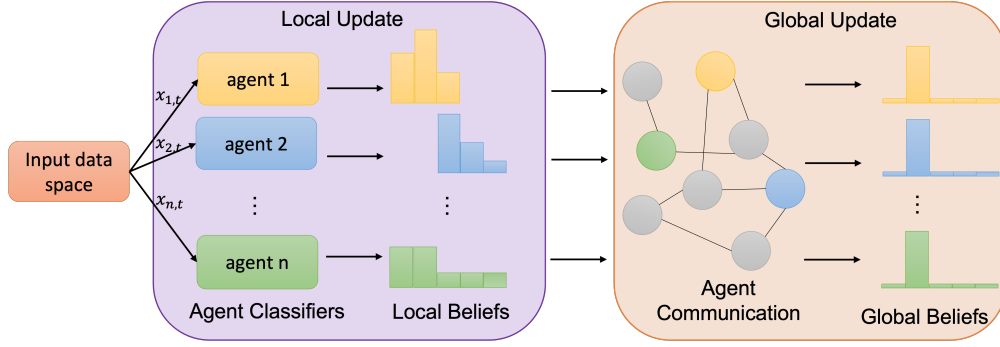 Local Update
Global Update
Input data
space
x₁,ₜ
x₂,ₜ
xₙ,ₜ
agent 1
agent 2
⋮
agent n
⋮
⋮
Agent Classifiers
Local Beliefs
Agent
Communication
Global Beliefs